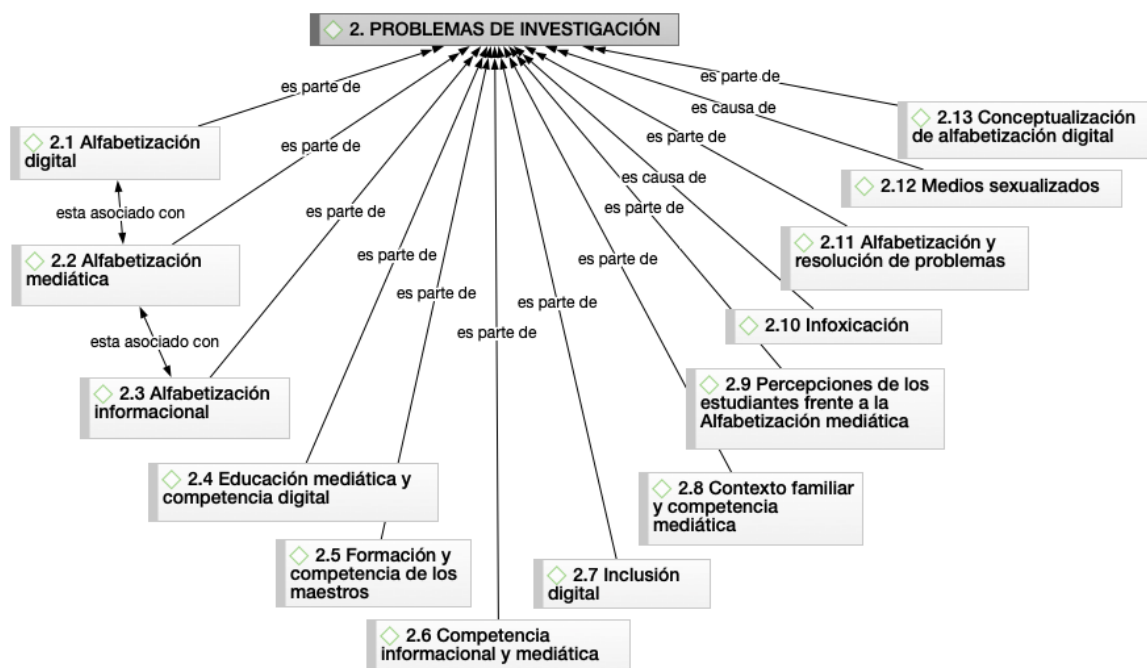 2. PROBLEMAS DE INVESTIGACIÓN
es parte de
es parte de
es parte de
es parte de
es parte de
es parte de
es parte de
es parte de
es parte de
es causa de
es parte de
es causa de
es parte de
2.1 Alfabetización
digital
esta asociado con
2.2 Alfabetización
mediática
esta asociado con
2.3 Alfabetización
informacional
2.4 Educación mediática y
competencia digital
2.5 Formación y
competencia de los
maestros
2.6 Competencia
informacional y mediática
2.7 Inclusión
digital
2.8 Contexto familiar
y competencia
mediática
2.9 Percepciones de los
estudiantes frente a la
Alfabetización mediática
2.10 Infoxicación
2.11 Alfabetización y
resolución de problemas
2.12 Medios sexualizados
2.13 Conceptualización
de alfabetización digital